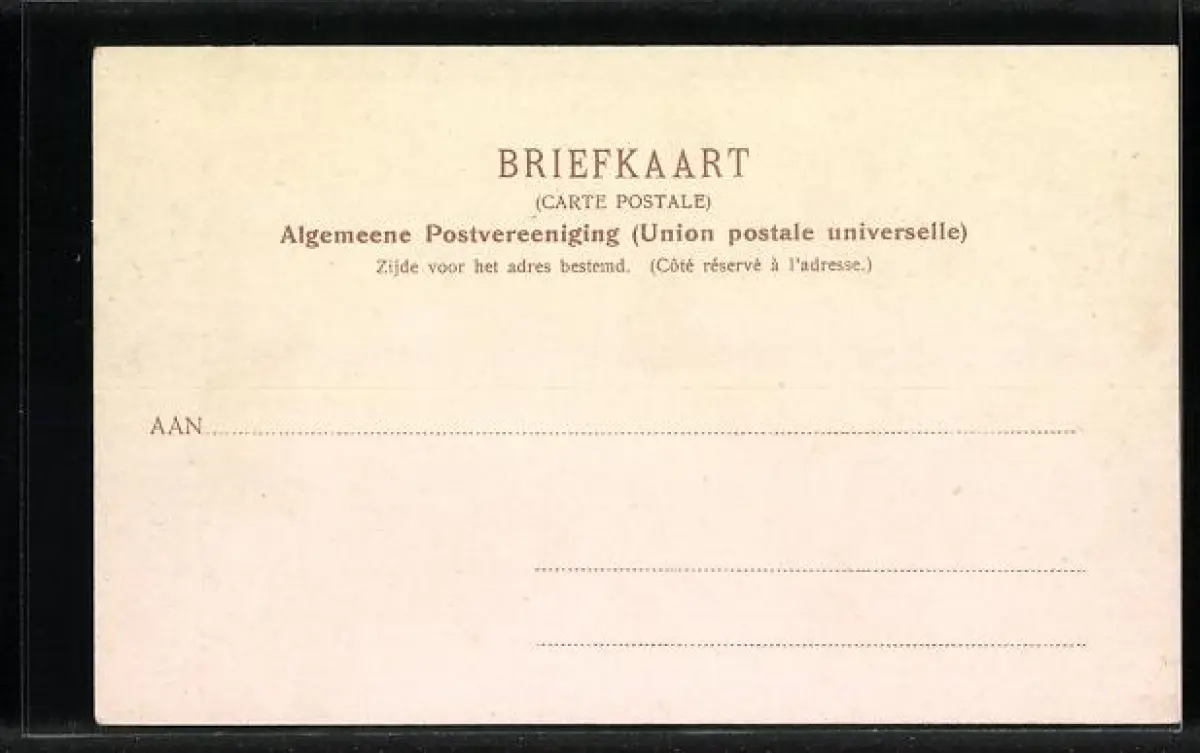 BRIEFKAART
(CARTE POSTALE)
Algemeene Postvereeniging (Union postale universelle)
Zijde voor het adres bestemd. (Côté réservé à l'adresse.)
AAN